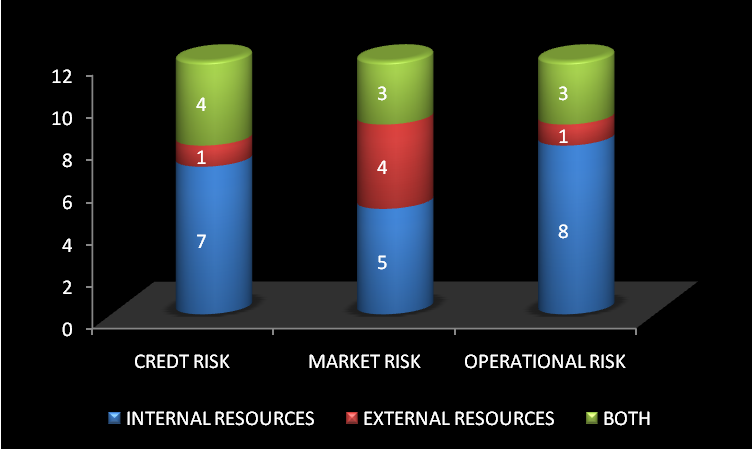 12
10
8
6
4
2
0
4
1
7
3
4
5
3
1
8
CREDT RISK
MARKET RISK
OPERATIONAL RISK
INTERNAL RESOURCES
EXTERNAL RESOURCES
BOTH